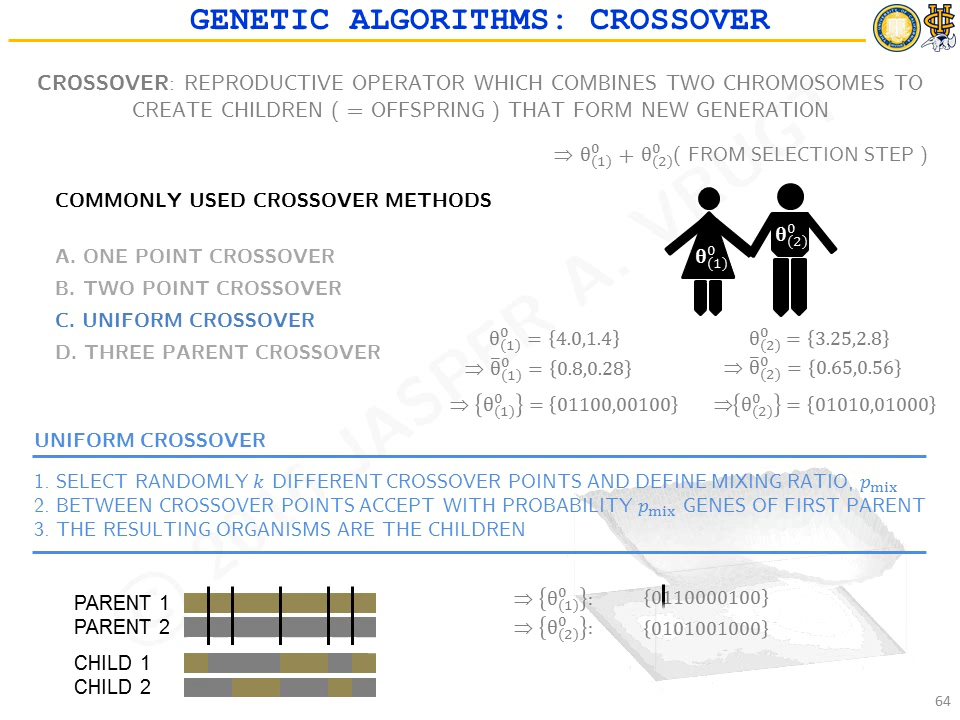 GENETIC ALGORITHMS: CROSSOVER
CROSSOVER: REPRODUCTIVE OPERATOR WHICH COMBINES TWO CHROMOSOMES TO
CREATE CHILDREN ( = OFFSPRING ) THAT FORM NEW GENERATION
⇒ θ⁰₍₁₎ + θ⁰₍₂₎( FROM SELECTION STEP )
COMMONLY USED CROSSOVER METHODS
A. ONE POINT CROSSOVER
B. TWO POINT CROSSOVER
C. UNIFORM CROSSOVER
D. THREE PARENT CROSSOVER
θ⁰₍₁₎
θ⁰₍₂₎
θ⁰₍₁₎ = {4.0,1.4}
θ⁰₍₂₎ = {3.25,2.8}
⇒ θ̅⁰₍₁₎ = {0.8,0.28}
⇒ θ̅⁰₍₂₎ = {0.65,0.56}
⇒ {θ⁰₍₁₎} = {01100,00100}
⇒{θ⁰₍₂₎} = {01010,01000}
UNIFORM CROSSOVER
1. SELECT RANDOMLY k DIFFERENT CROSSOVER POINTS AND DEFINE MIXING RATIO, p_mix
2. BETWEEN CROSSOVER POINTS ACCEPT WITH PROBABILITY p_mix GENES OF FIRST PARENT
3. THE RESULTING ORGANISMS ARE THE CHILDREN
PARENT 1
PARENT 2
CHILD 1
CHILD 2
⇒ {θ⁰₍₁₎}: {0110000100}
⇒ {θ⁰₍₂₎}: {0101001000}
JASPER A.
64